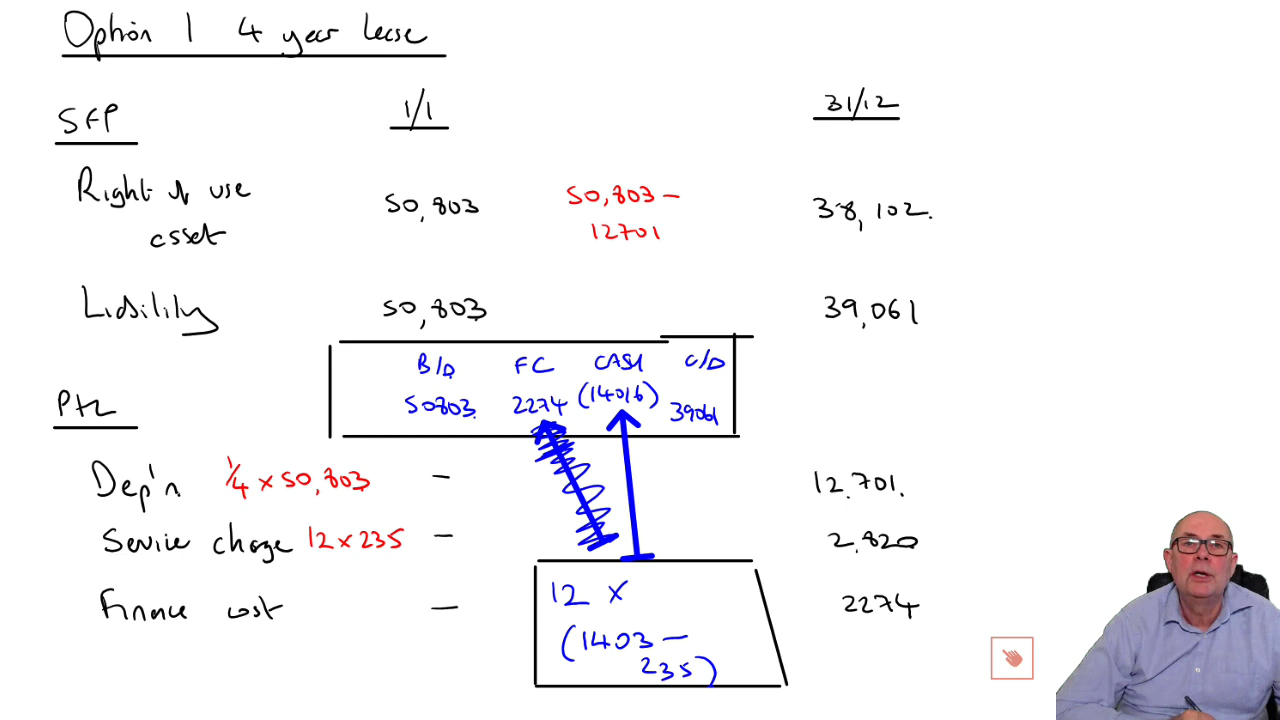 Option 1 4 year lease
SFP 1/1 31/12
Right of use asset 50,803 50,803 - 12701 38,102.
Liability 50,803 39,061
B/D FC CASH C/D
50803 2274 (14016) 39061
P+L
Dep'n 1/4 x 50,803 - 12,701.
Service charge 12 x 235 - 2,820
Finance cost - 2274
12 x
(1403 -
235)